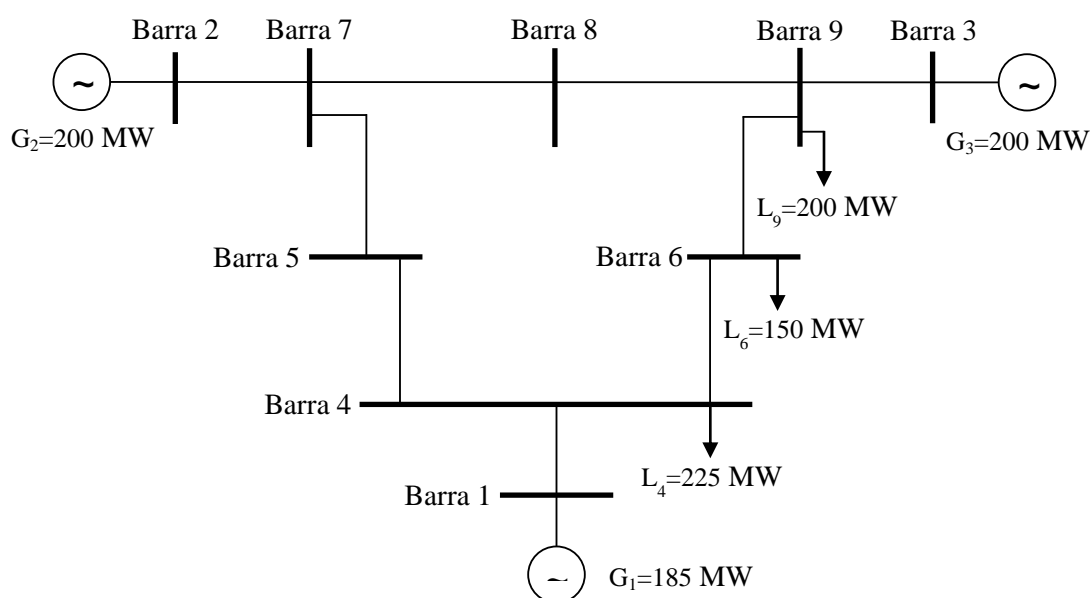 Barra 2
Barra 7
Barra 8
Barra 9
Barra 3
~
~
G₂=200 MW
G₃=200 MW
L₉=200 MW
Barra 5
Barra 6
L₆=150 MW
Barra 4
L₄=225 MW
Barra 1
~
G₁=185 MW